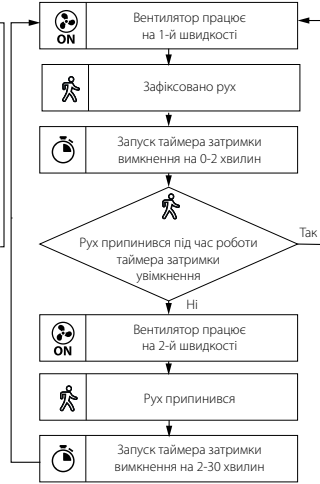 ON
Вентилятор працює
на 1-й швидкості
Зафіксовано рух
Запуск таймера затримки
вимкнення на 0-2 хвилин
Рух припинився під час роботи
таймера затримки
увімкнення
Так
Ні
ON
Вентилятор працює
на 2-й швидкості
Рух припинився
Запуск таймера затримки
вимкнення на 2-30 хвилин